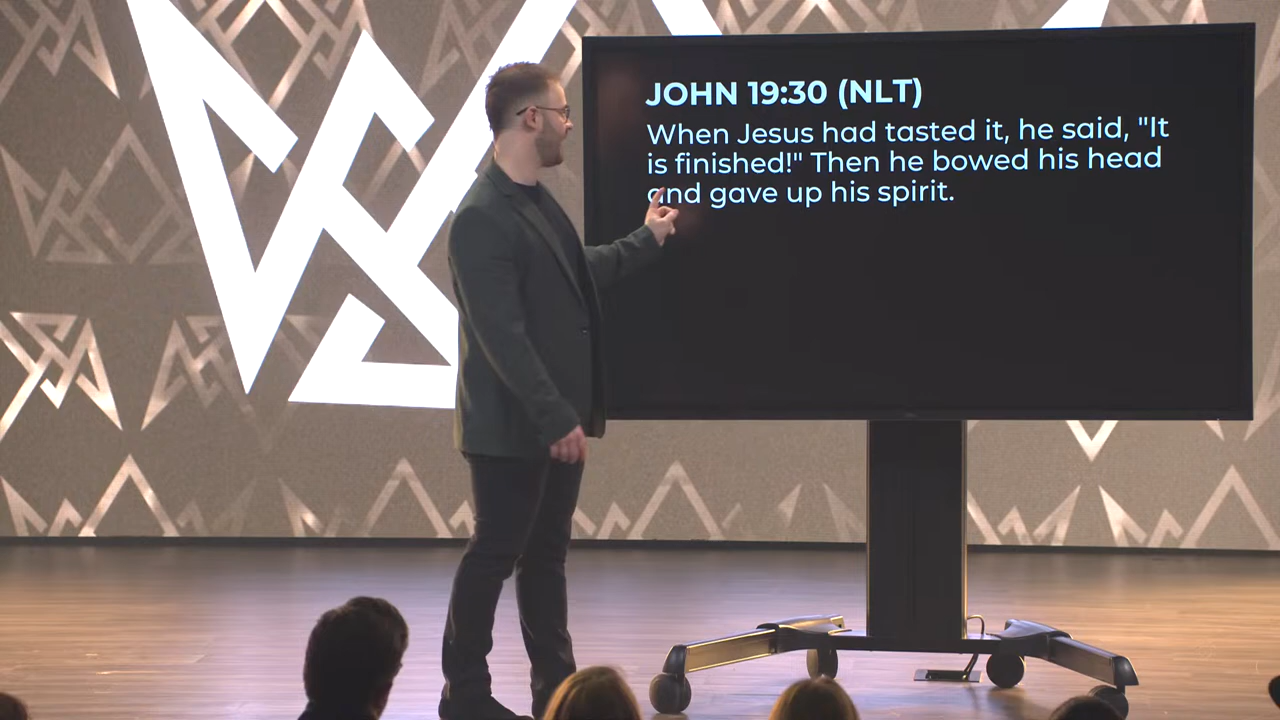 JOHN 19:30 (NLT)
When Jesus had tasted it, he said, "It
is finished!" Then he bowed his head
and gave up his spirit.